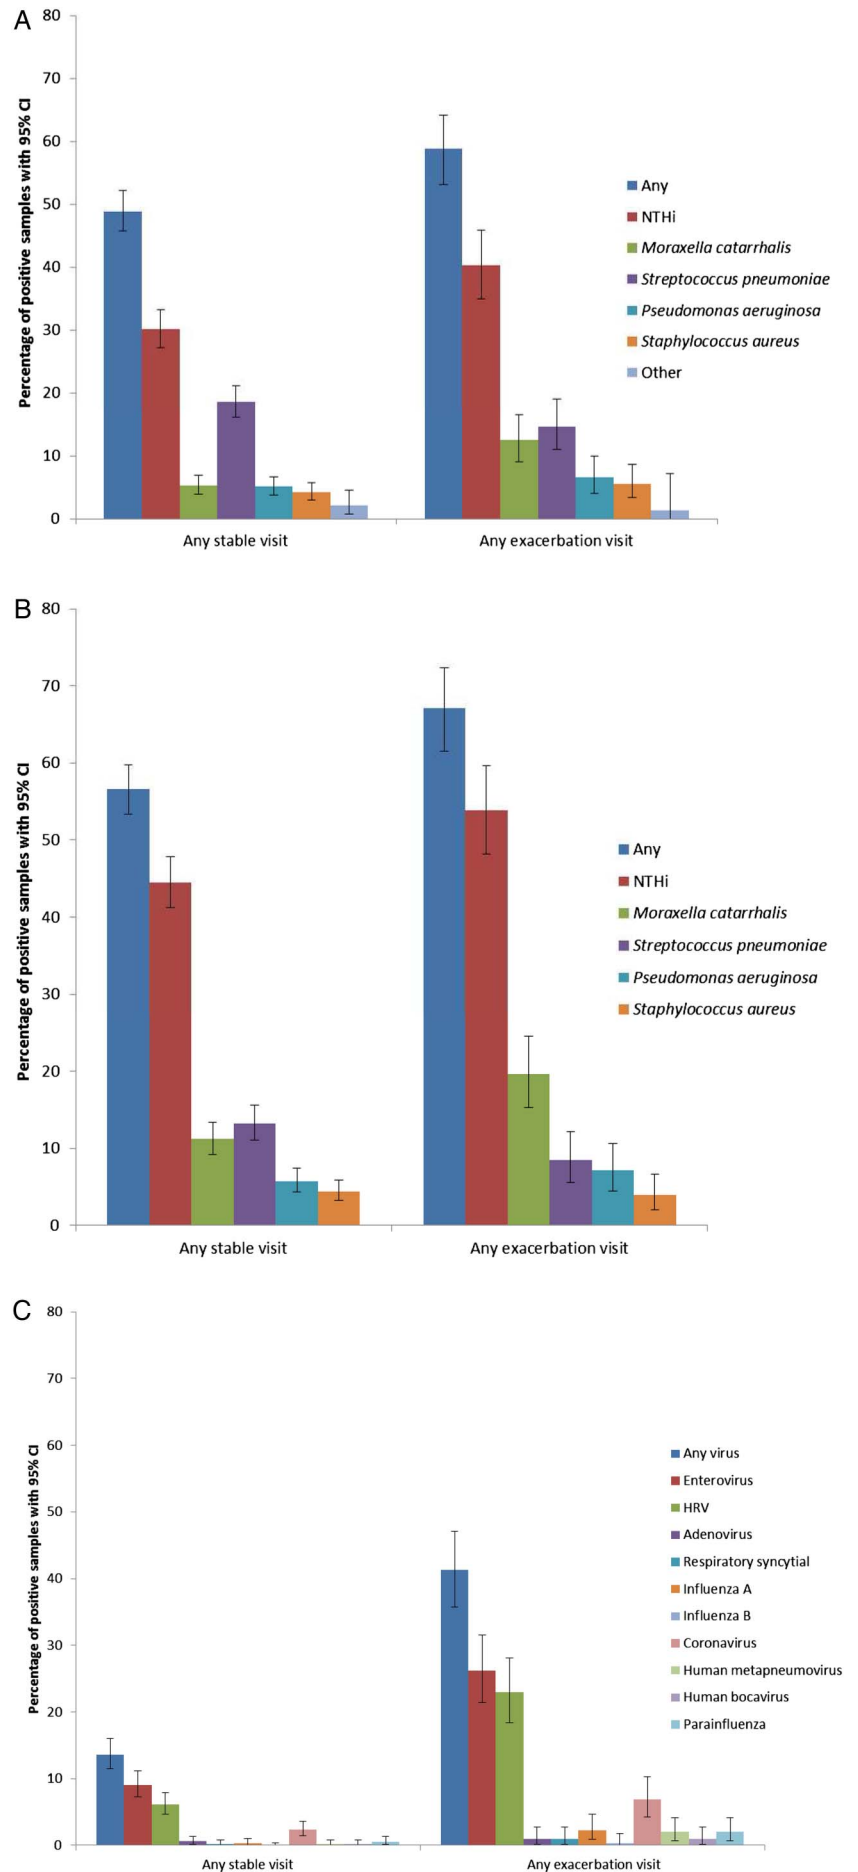 A
80
70
60
50
40
30
20
10
0
Percentage of positive samples with 95% CI
Any stable visit
Any exacerbation visit
Any
NTHi
Moraxella catarrhalis
Streptococcus pneumoniae
Pseudomonas aeruginosa
Staphylococcus aureus
Other
B
80
70
60
50
40
30
20
10
0
Percentage of positive samples with 95% CI
Any stable visit
Any exacerbation visit
Any
NTHi
Moraxella catarrhalis
Streptococcus pneumoniae
Pseudomonas aeruginosa
Staphylococcus aureus
C
80
70
60
50
40
30
20
10
0
Percentage of positive samples with 95% CI
Any stable visit
Any exacerbation visit
Any virus
Enterovirus
HRV
Adenovirus
Respiratory syncytial
Influenza A
Influenza B
Coronavirus
Human metapneumovirus
Human bocavirus
Parainfluenza